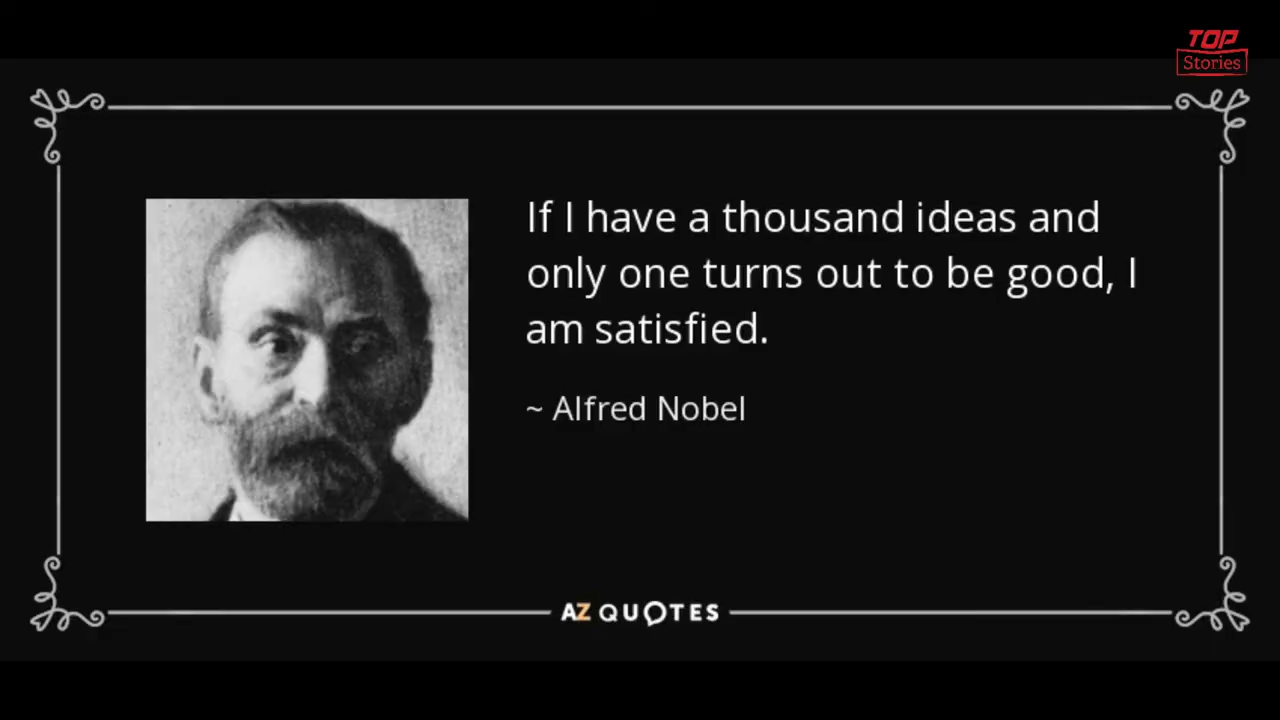 TOP
Stories
If I have a thousand ideas and
only one turns out to be good, I
am satisfied.
~ Alfred Nobel
AZ QUOTES